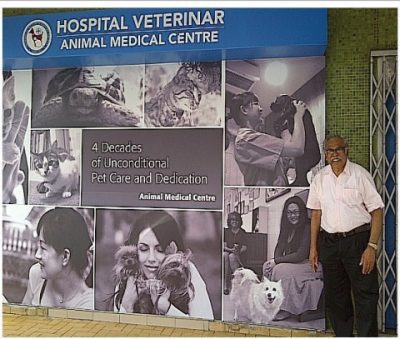 HOSPITAL VETERINAR
ANIMAL MEDICAL CENTRE
4 Decades
of Unconditional
Pet Care and Dedication
Animal Medical Centre